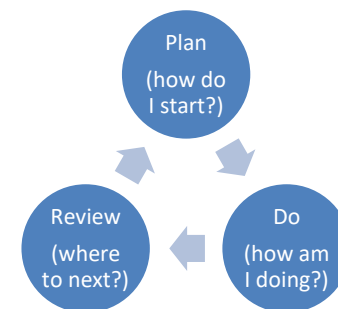 Plan
(how do
I start?)
Review
(where
to next?)
Do
(how am
I doing?)